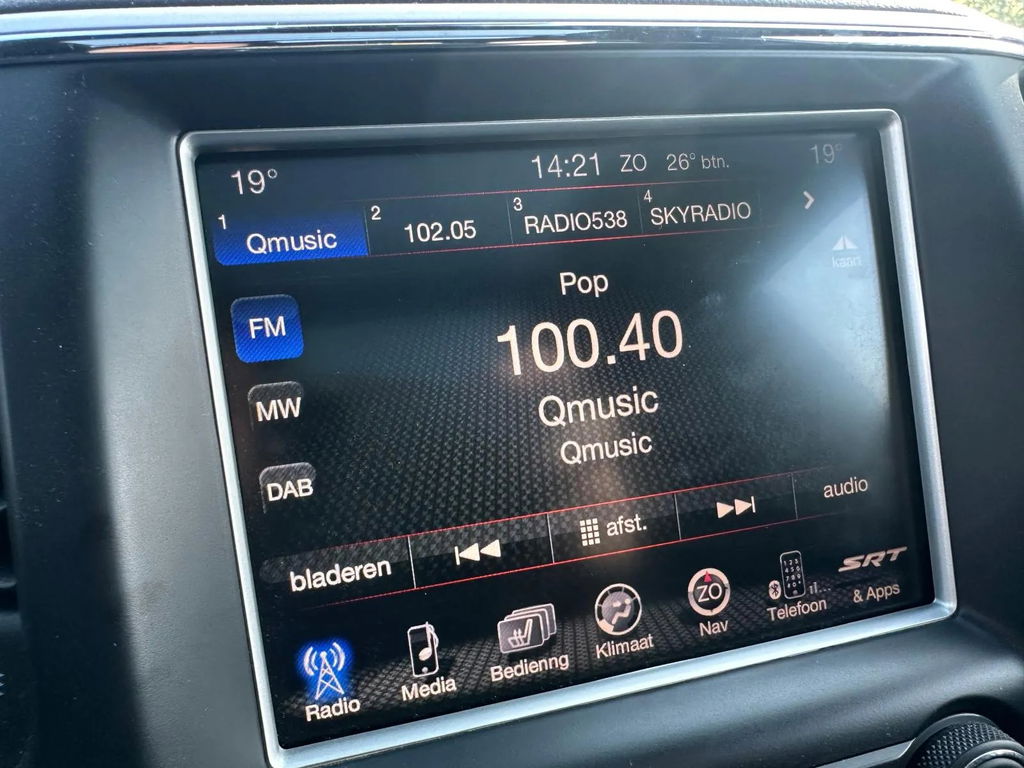 19° 14:21 ZO 26° btn. 19°
1 Qmusic 2 102.05 3 RADIO538 4 SKYRADIO
kaart
Pop
FM
100.40
MW
Qmusic
Qmusic
DAB
bladeren afst. audio
Radio Media Bedienng Klimaat ZO Nav Telefoon SRT & Apps